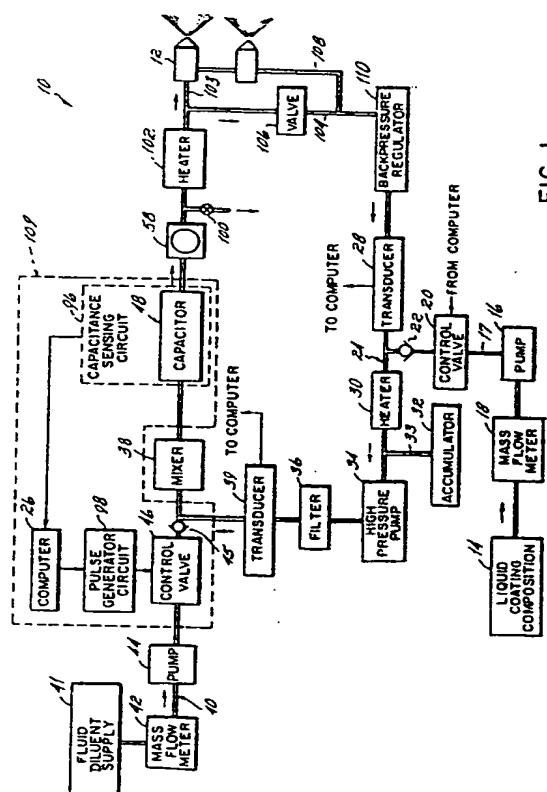 10
109
41
FLUID
DILUENT
SUPPLY
26
COMPUTER
96
CAPACITANCE
SENSING
CIRCUIT
98
PULSE
GENERATOR
CIRCUIT
42
MASS
FLOW
METER
40
44
PUMP
46
CONTROL
VALVE
45
38
MIXER
48
CAPACITOR
58
100
102
HEATER
103
12
TO COMPUTER
39
TRANSDUCER
106
VALVE
104
108
36
FILTER
34
HIGH
PRESSURE
PUMP
33
32
ACCUMULATOR
30
HEATER
24
TO COMPUTER
28
TRANSDUCER
110
BACKPRESSURE
REGULATOR
22
14
LIQUID
COATING
COMPOSITION
18
MASS
FLOW
METER
16
PUMP
17
20
CONTROL
VALVE
FROM COMPUTER
FIG. 1